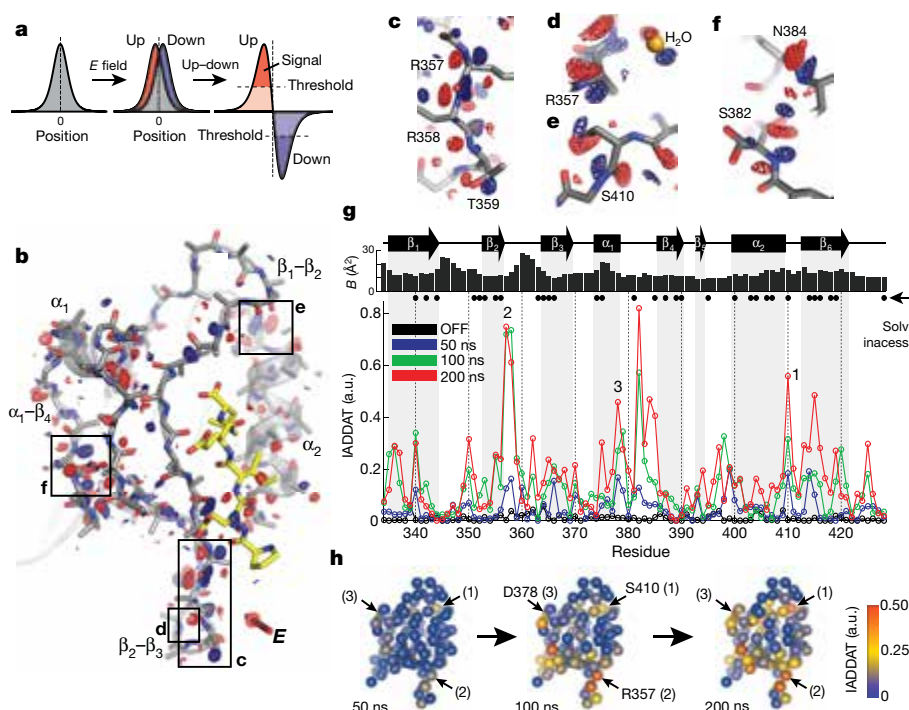 a
Up Down Up
E field
Up–down
Signal
Threshold
Threshold
Down
0 0
Position Position
b
β1–β2
α1
e
α1–β4
α2
f
d
β2–β3
c
E
c
R357
R358
T359
d
H2O
R357
e
S410
f
N384
S382
g
β1 β2 β3 α1 β4 β5 α2 β6
B (Å2)
30
0
Solv
inacess
OFF
50 ns
100 ns
200 ns
2
3
1
IADDAT (a.u.)
0.8
0.6
0.4
0.2
0
340 350 360 370 380 390 400 410 420
Residue
h
(3) (1) D378 (3) S410 (1) (3) (1)
(2) R357 (2) (2)
50 ns 100 ns 200 ns
IADDAT (a.u.)
0.50
0.25
0